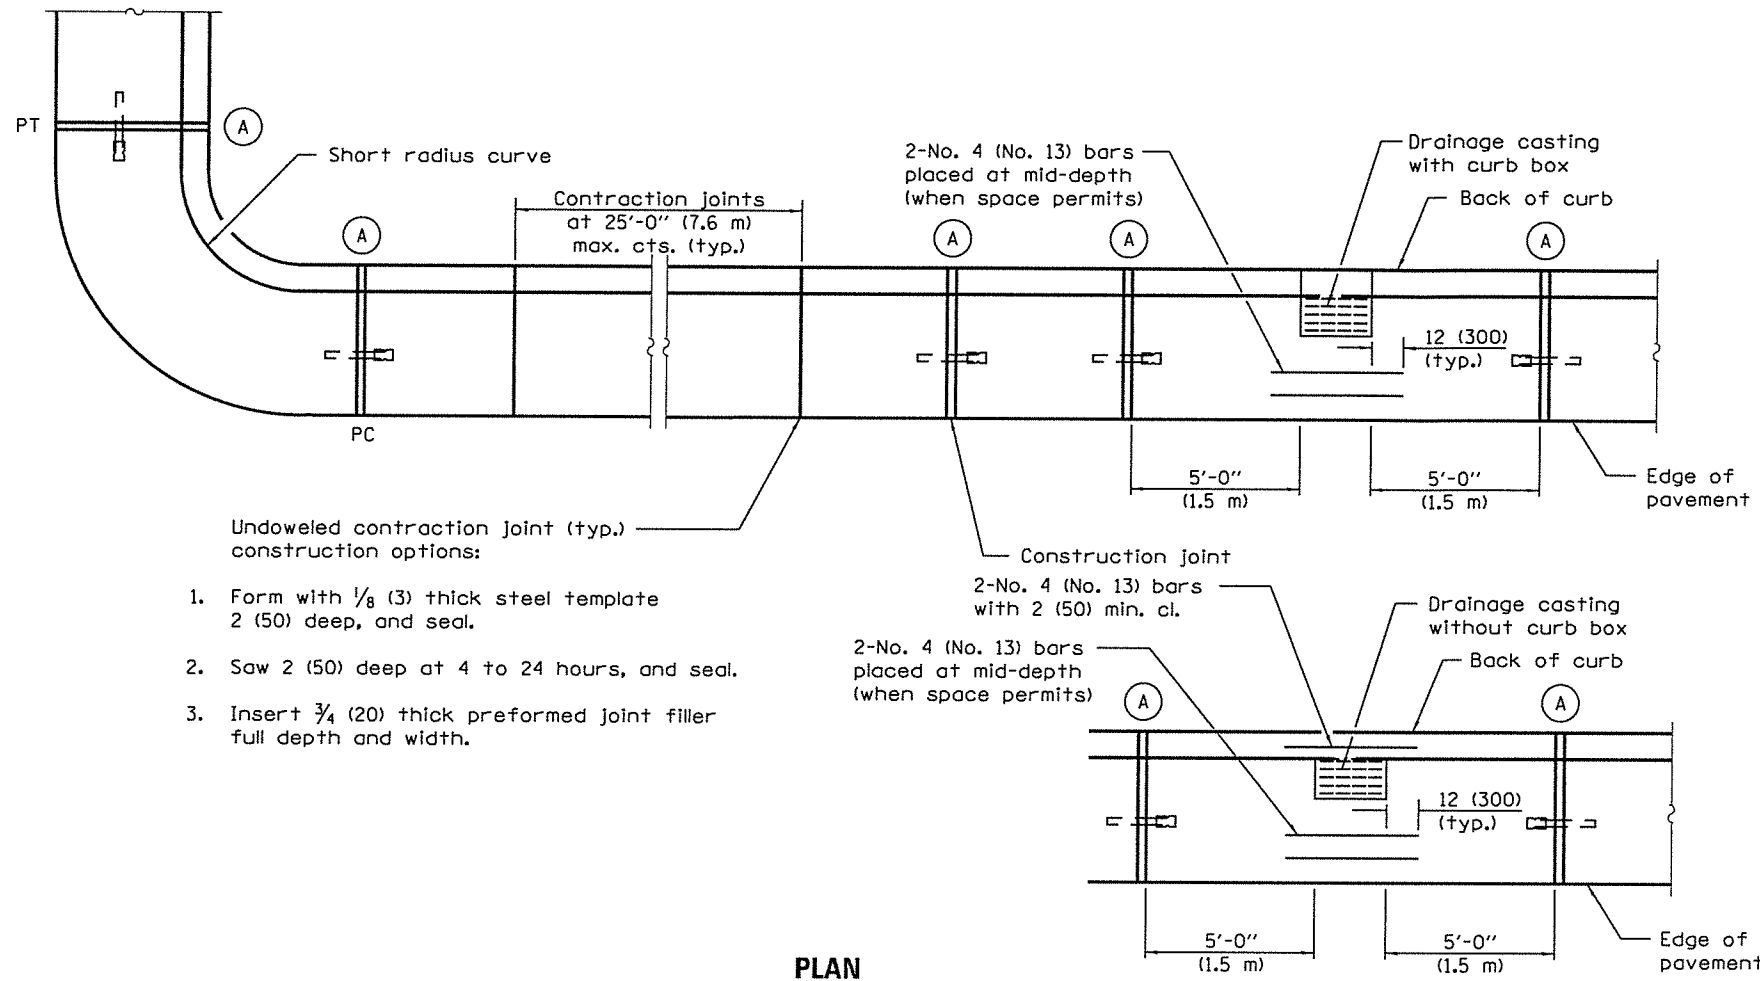 PT
A
Short radius curve
Contraction joints
at 25'-0" (7.6 m)
max. cts. (typ.)
A
PC
2-No. 4 (No. 13) bars
placed at mid-depth
(when space permits)
A
A
Drainage casting
with curb box
Back of curb
A
12 (300)
(typ.)
5'-0"
(1.5 m)
5'-0"
(1.5 m)
Edge of
pavement
Undoweled contraction joint (typ.)
construction options:
1. Form with 1/8 (3) thick steel template
2 (50) deep, and seal.
2. Saw 2 (50) deep at 4 to 24 hours, and seal.
3. Insert 3/4 (20) thick preformed joint filler
full depth and width.
Construction joint
2-No. 4 (No. 13) bars
with 2 (50) min. cl.
2-No. 4 (No. 13) bars
placed at mid-depth
(when space permits)
A
Drainage casting
without curb box
Back of curb
A
12 (300)
(typ.)
5'-0"
(1.5 m)
5'-0"
(1.5 m)
Edge of
pavement
PLAN